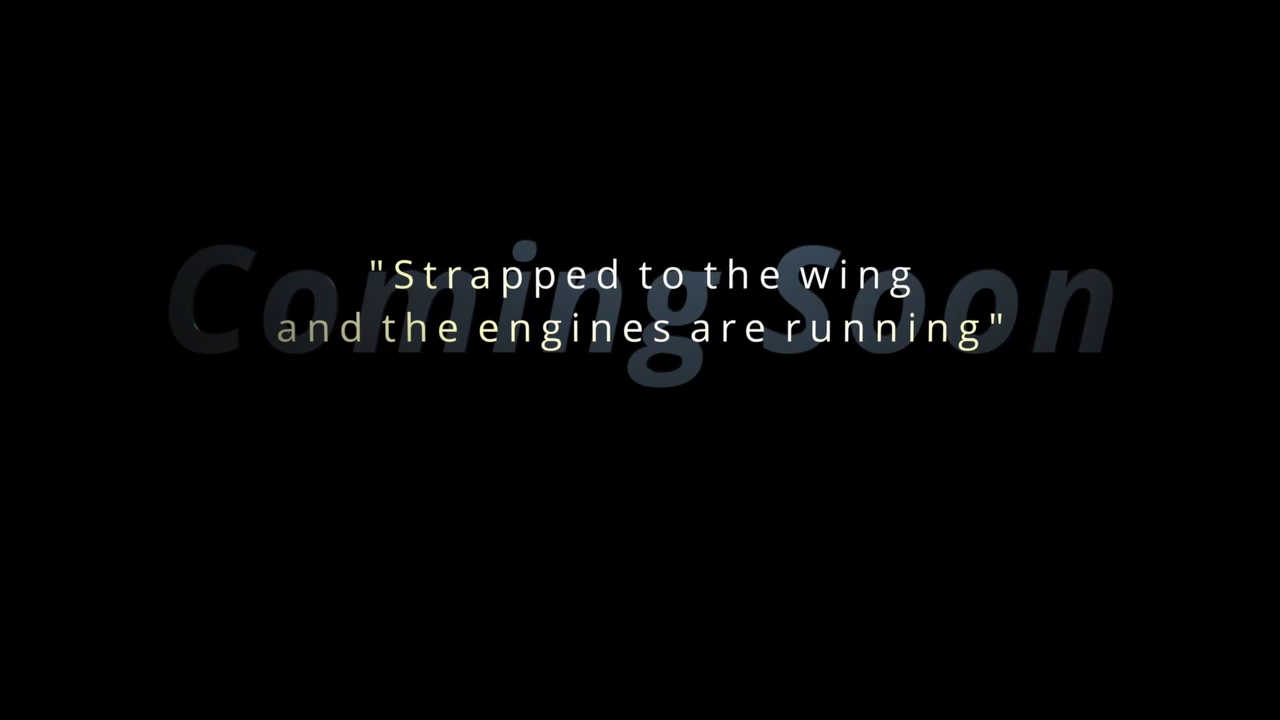 Coming Soon
"Strapped to the wing
and the engines are running"